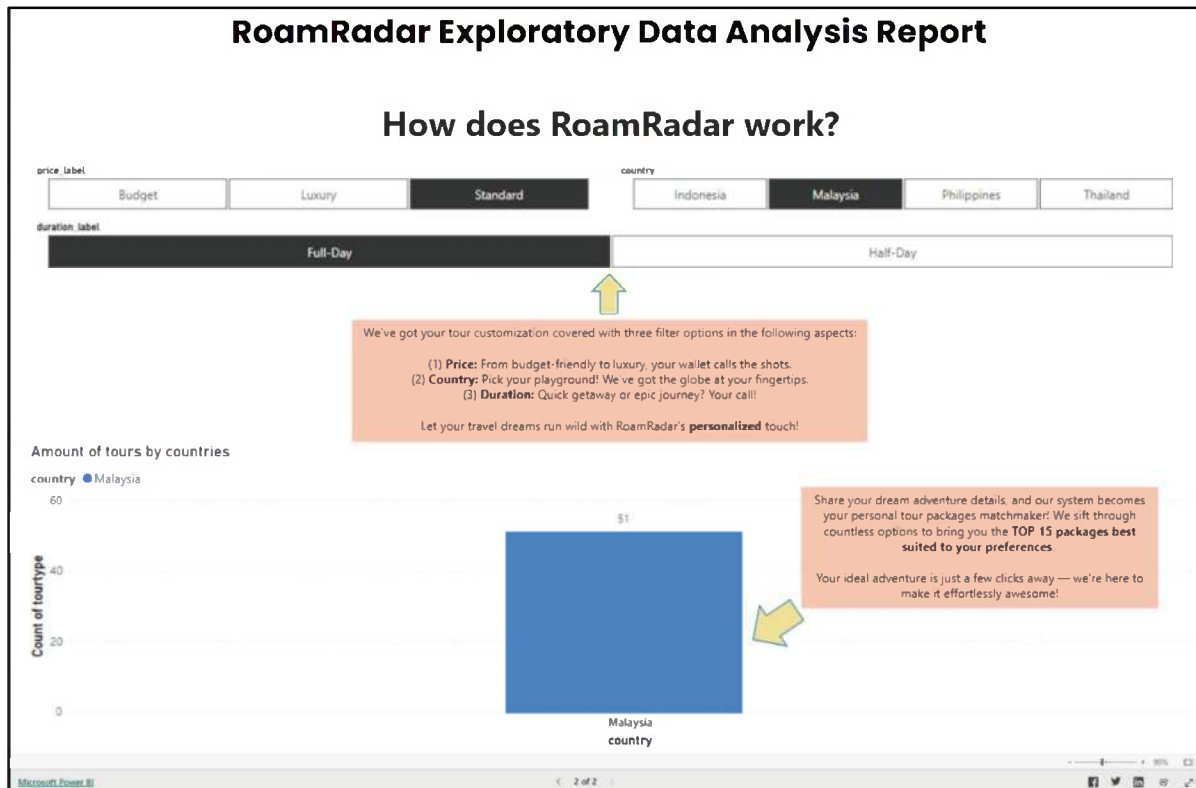 RoamRadar Exploratory Data Analysis Report
How does RoamRadar work?
price_label
Budget Luxury Standard
country
Indonesia Malaysia Philippines Thailand
duration_label
Full-Day Half-Day
We've got your tour customization covered with three filter options in the following aspects:
(1) Price: From budget-friendly to luxury, your wallet calls the shots.
(2) Country: Pick your playground! We've got the globe at your fingertips.
(3) Duration: Quick getaway or epic journey? Your call!
Let your travel dreams run wild with RoamRadar's personalized touch!
Amount of tours by countries
country Malaysia
60
40
20
0
Count of tourtype
51
Malaysia
country
Share your dream adventure details, and our system becomes
your personal tour packages matchmaker! We sift through
countless options to bring you the TOP 15 packages best
suited to your preferences
Your ideal adventure is just a few clicks away — we're here to
make it effortlessly awesome!
Microsoft Power BI
2 of 2